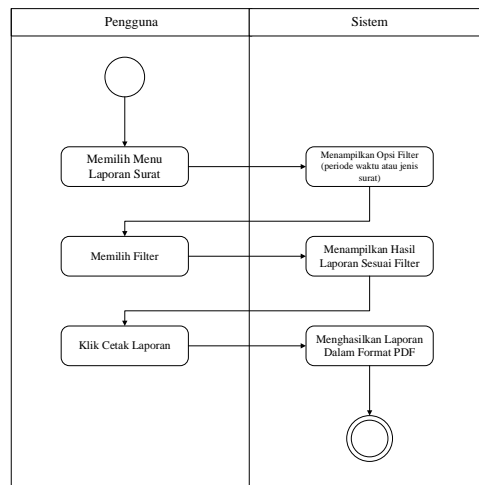 Pengguna
Sistem
Memilih Menu
Laporan Surat
Menampilkan Opsi Filter
(periode waktu atau jenis
surat)
Memilih Filter
Menampilkan Hasil
Laporan Sesuai Filter
Klik Cetak Laporan
Menghasilkan Laporan
Dalam Format PDF